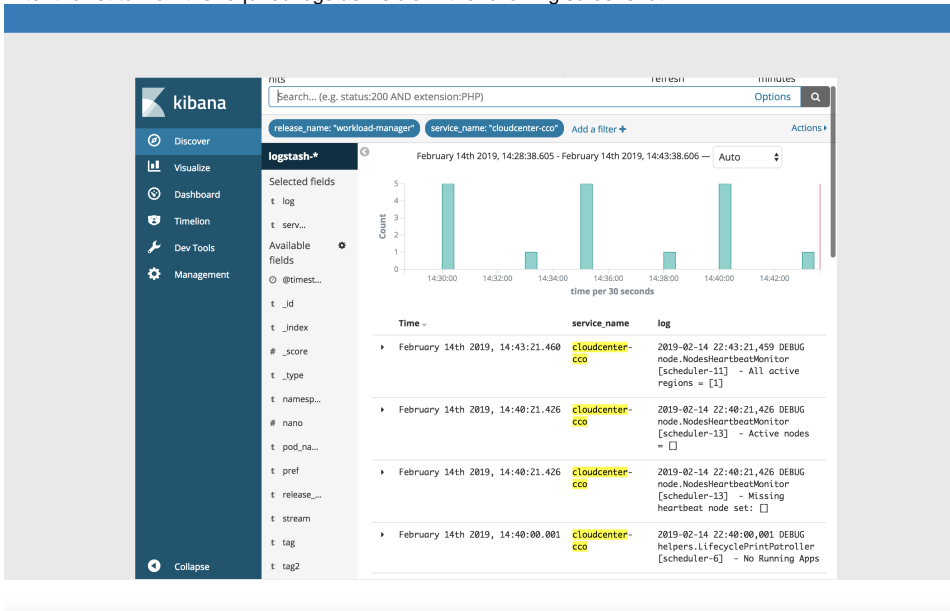 hits
refresh
minutes
kibana
Search... (e.g. status:200 AND extension:PHP)
Options
release_name: "workload-manager"
service_name: "cloudcenter-cco"
Add a filter +
Actions
Discover
Visualize
Dashboard
Timelion
Dev Tools
Management
Collapse
logstash-*
Selected fields
t log
t serv...
Available
fields
@timest...
t _id
t _index
# _score
t _type
t namesp...
# nano
t pod_na...
t pref
t release_...
t stream
t tag
t tag2
February 14th 2019, 14:28:38.605 - February 14th 2019, 14:43:38.606 —
Auto
Count
5
4
3
2
1
0
14:30:00
14:32:00
14:34:00
14:36:00
14:38:00
14:40:00
14:42:00
time per 30 seconds
Time
service_name
log
February 14th 2019, 14:43:21.460
cloudcenter-
cco
2019-02-14 22:43:21,459 DEBUG
node.NodesHeartbeatMonitor
[scheduler-11] - All active
regions = [1]
February 14th 2019, 14:40:21.426
cloudcenter-
cco
2019-02-14 22:40:21,426 DEBUG
node.NodesHeartbeatMonitor
[scheduler-13] - Active nodes
= []
February 14th 2019, 14:40:21.426
cloudcenter-
cco
2019-02-14 22:40:21,426 DEBUG
node.NodesHeartbeatMonitor
[scheduler-13] - Missing
heartbeat node set: []
February 14th 2019, 14:40:00.001
cloudcenter-
cco
2019-02-14 22:40:00,001 DEBUG
helpers.LifecyclePrintPatroller
[scheduler-6] - No Running Apps